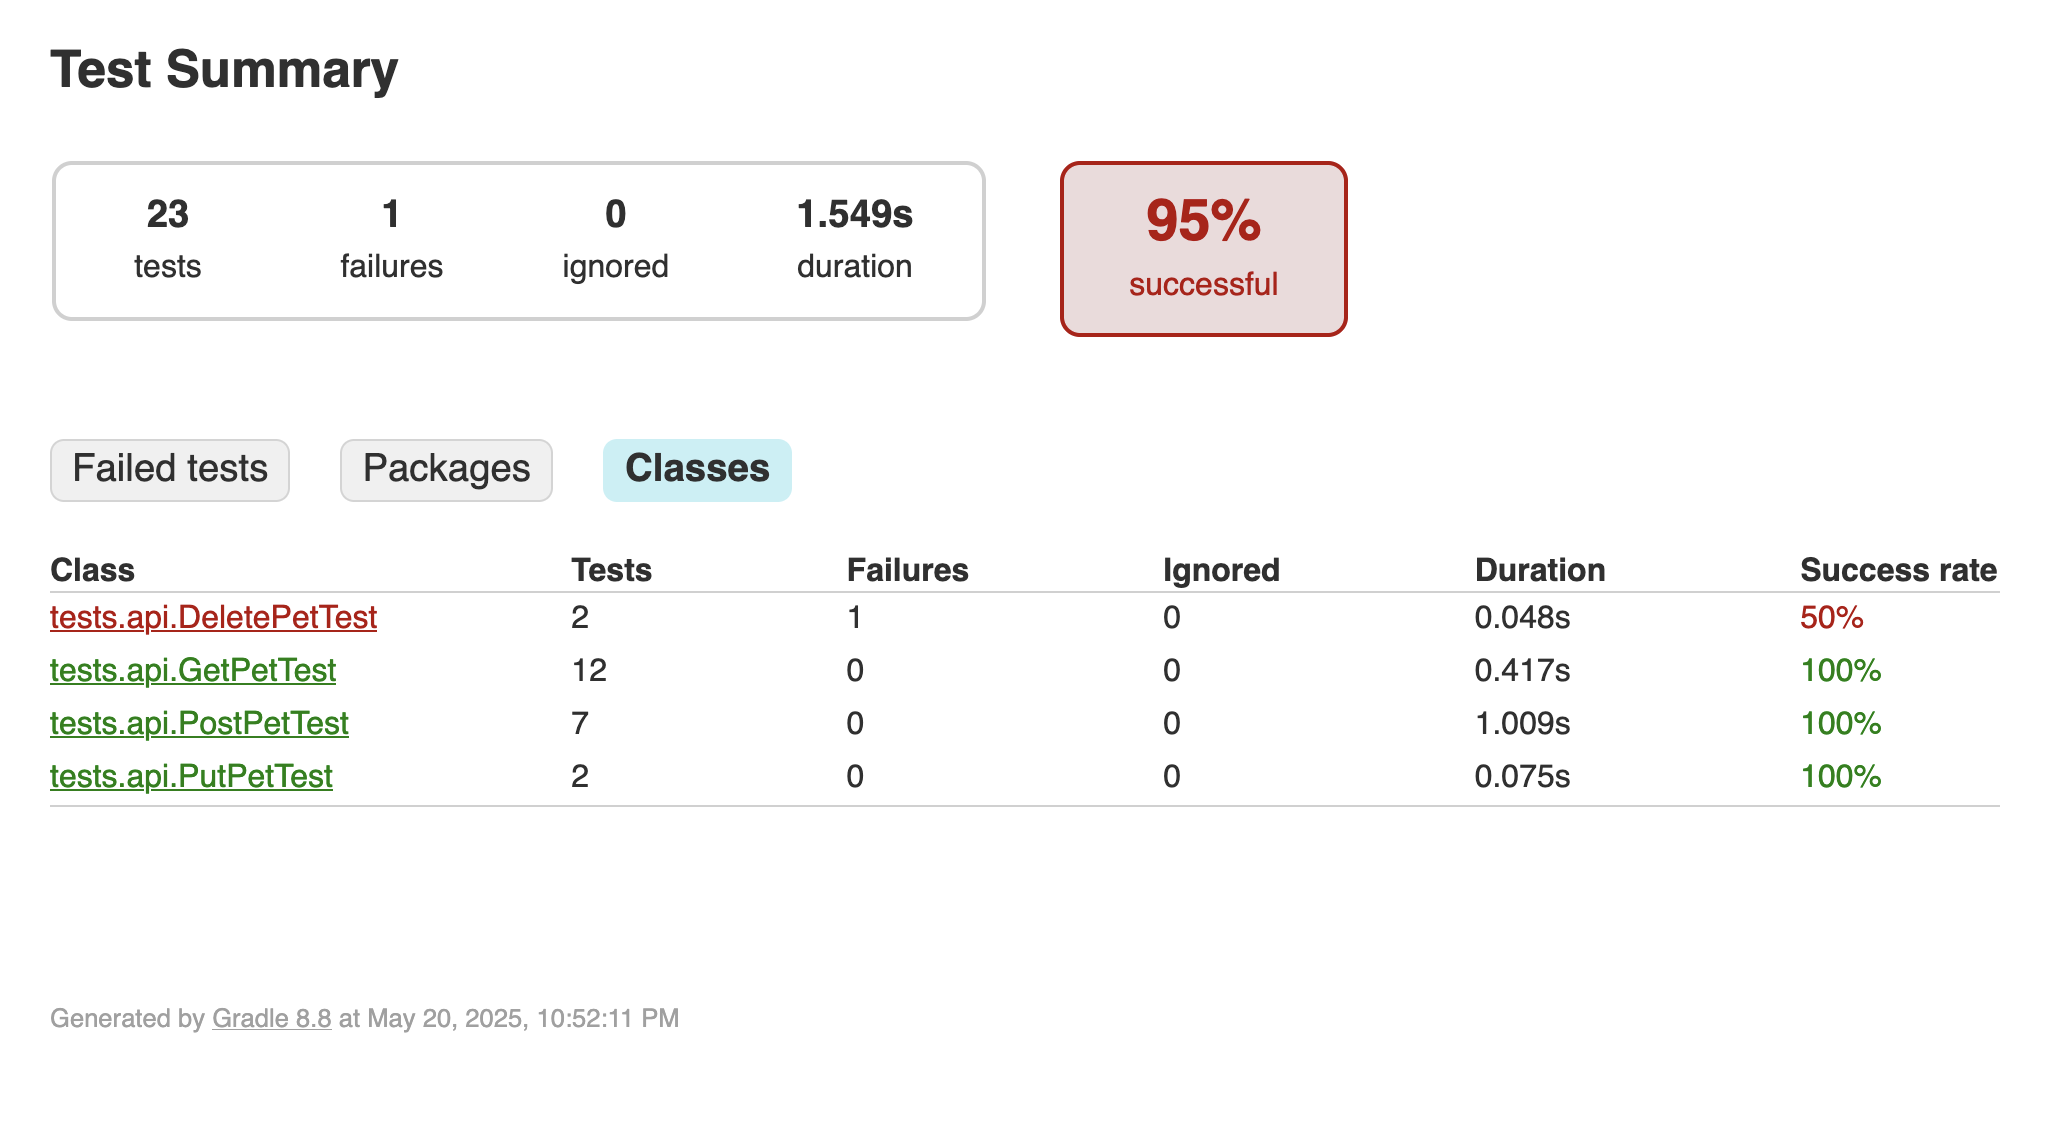 Test Summary
23 1 0 1.549s
tests failures ignored duration
95%
successful
Failed tests Packages Classes
Class Tests Failures Ignored Duration Success rate
tests.api.DeletePetTest 2 1 0 0.048s 50%
tests.api.GetPetTest 12 0 0 0.417s 100%
tests.api.PostPetTest 7 0 0 1.009s 100%
tests.api.PutPetTest 2 0 0 0.075s 100%
Generated by Gradle 8.8 at May 20, 2025, 10:52:11 PM